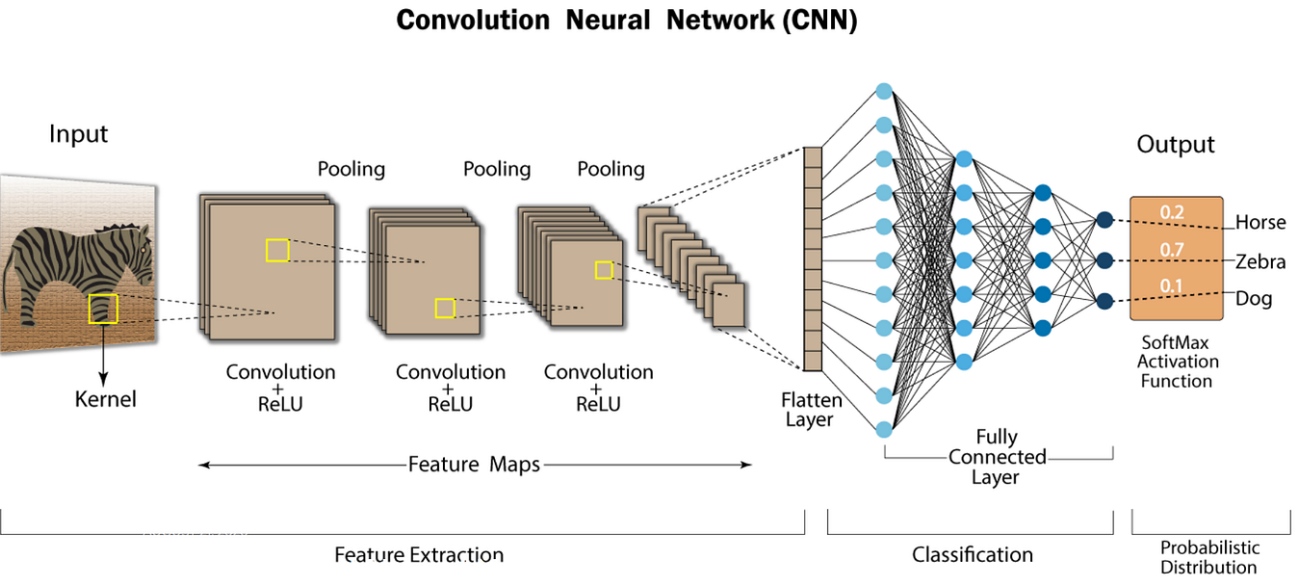 Convolution Neural Network (CNN)
Input
Output
Pooling
Pooling
Pooling
0.2
Horse
0.7
Zebra
0.1
Dog
SoftMax
Activation
Function
Kernel
Convolution
+
ReLU
Convolution
+
ReLU
Convolution
+
ReLU
Flatten
Layer
Feature Maps
Fully
Connected
Layer
Feature Extraction
Classification
Probabilistic
Distribution